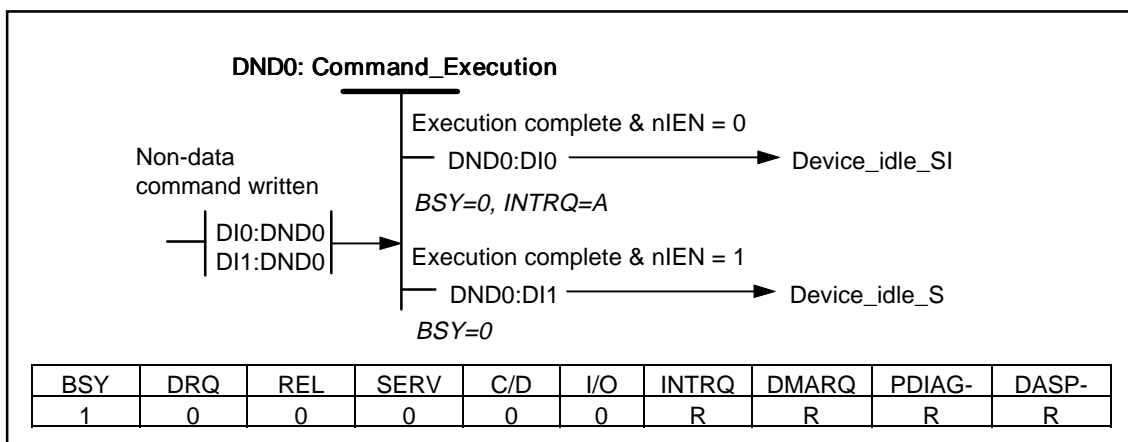 DND0: Command_Execution
Execution complete & nIEN = 0
Non-data
command written
DND0:DI0
Device_idle_SI
BSY=0, INTRQ=A
DI0:DND0
DI1:DND0
Execution complete & nIEN = 1
DND0:DI1
Device_idle_S
BSY=0
BSY DRQ REL SERV C/D I/O INTRQ DMARQ PDIAG- DASP-
1 0 0 0 0 0 R R R R